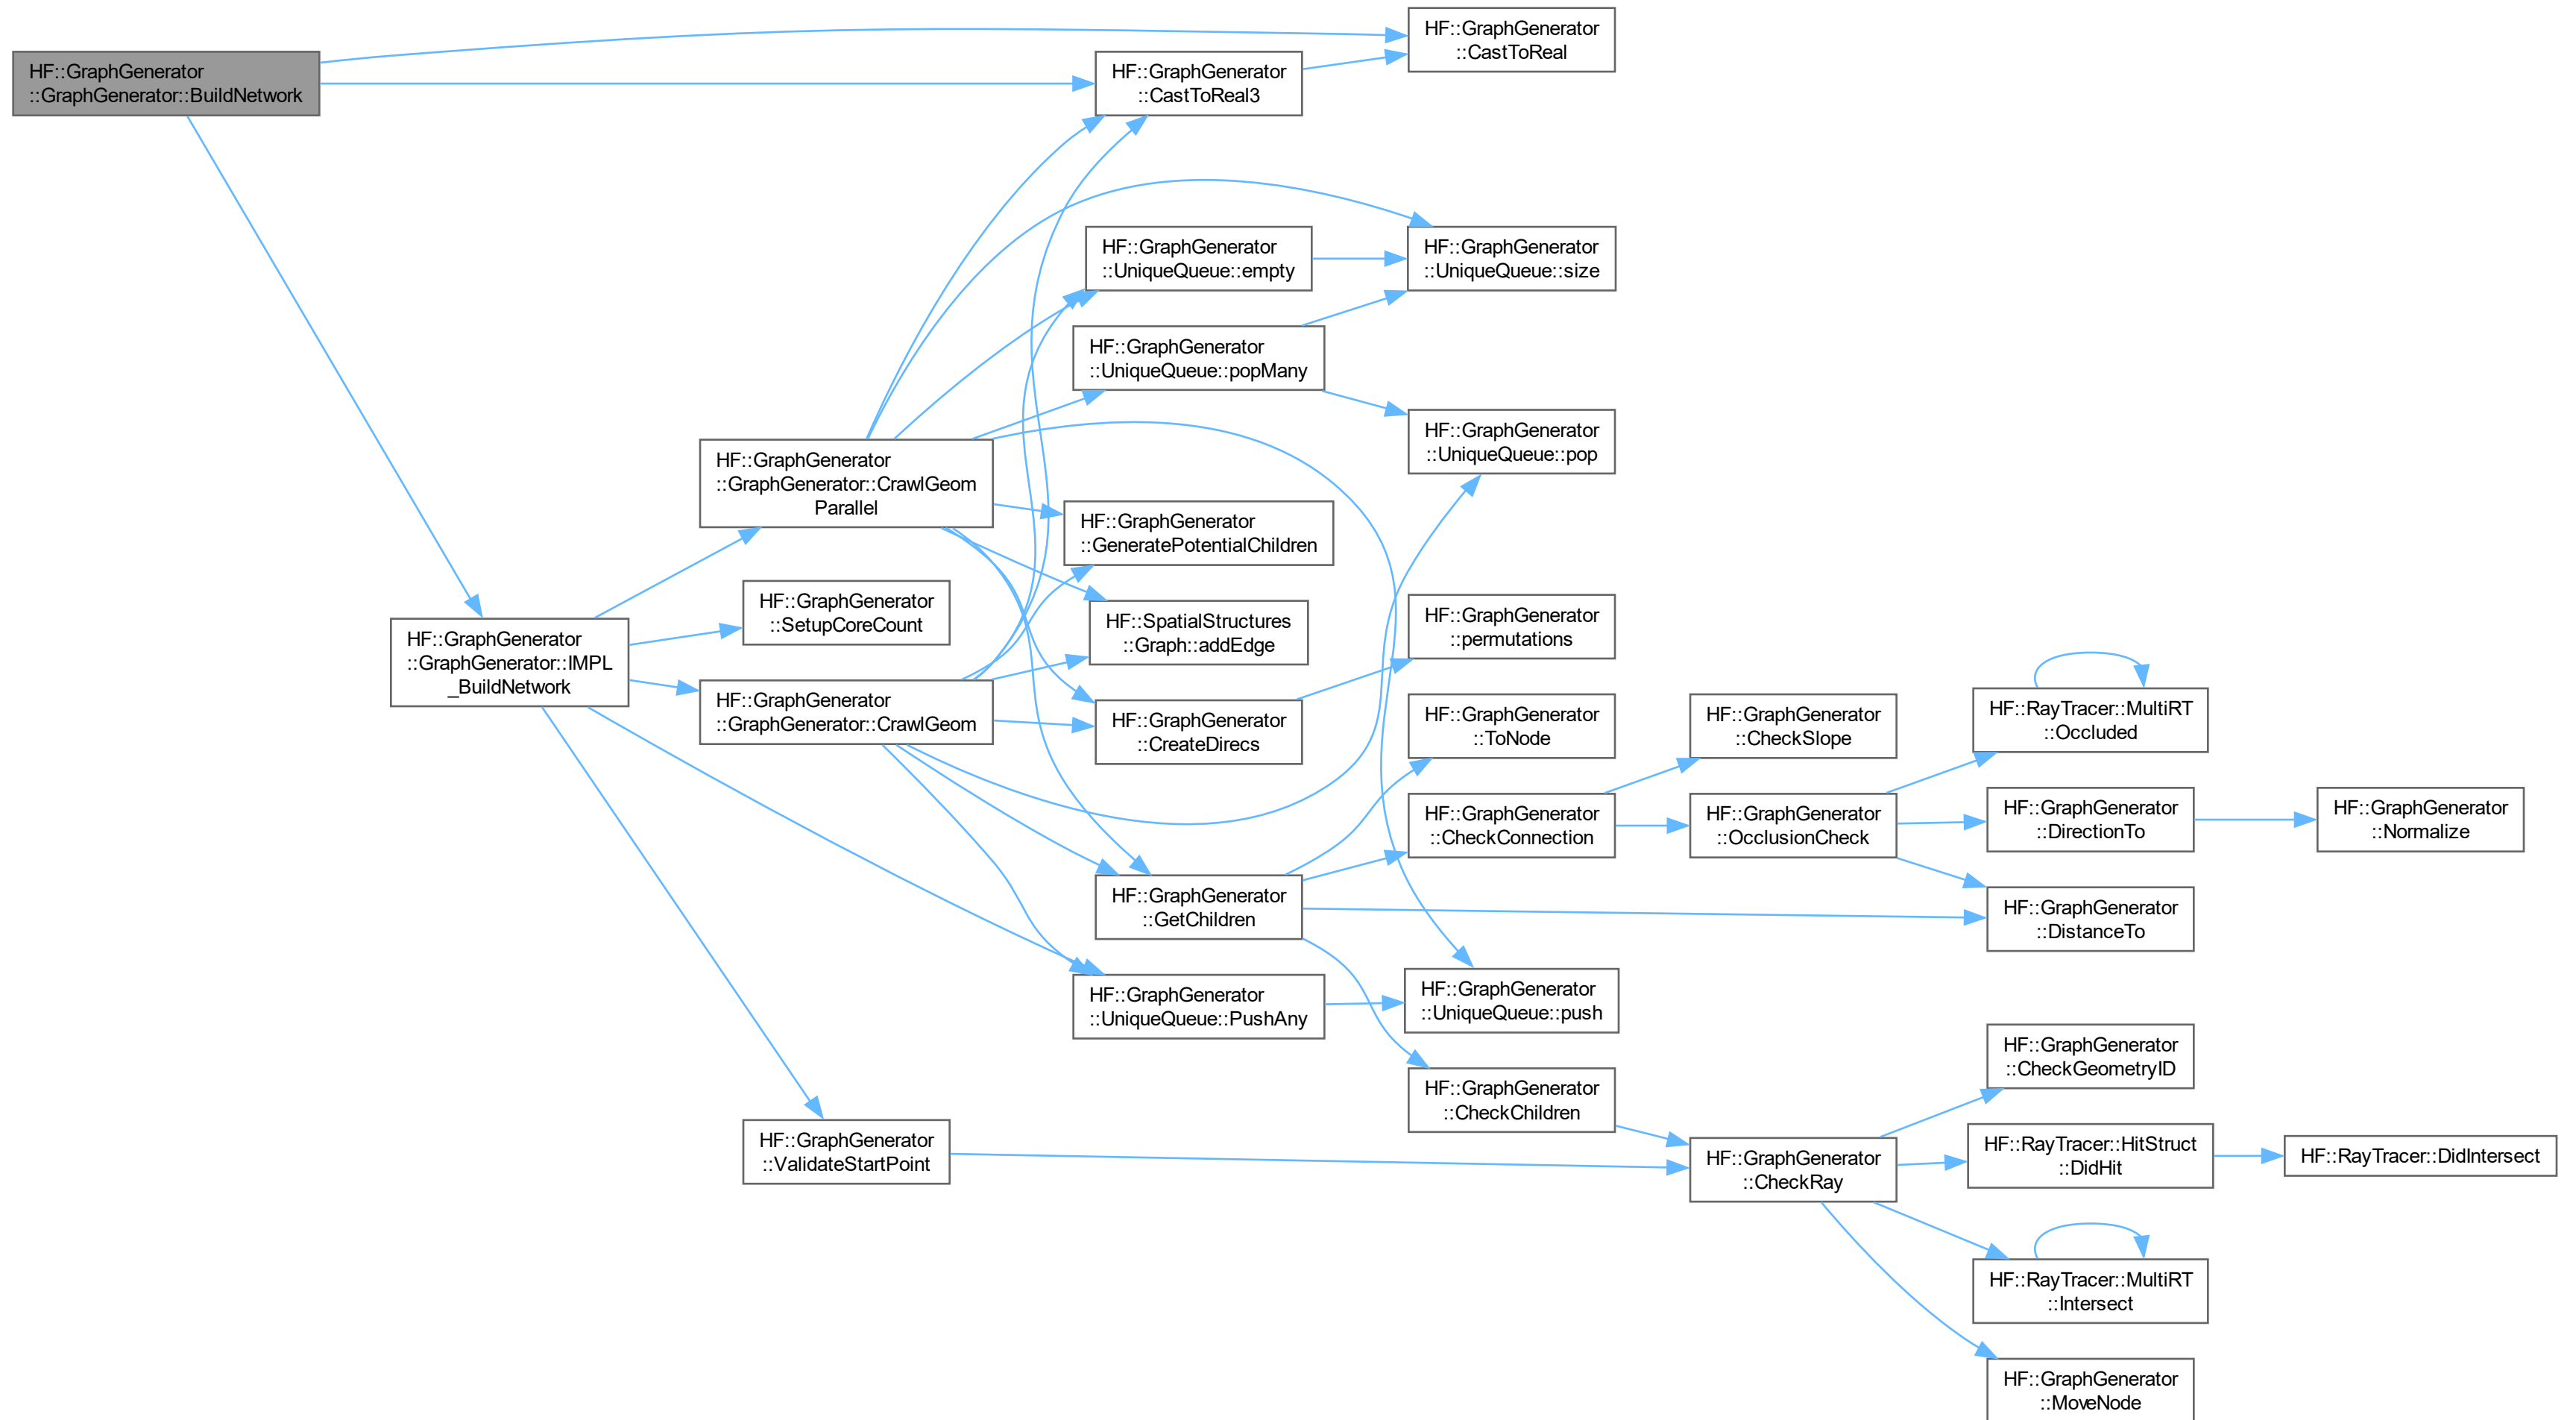 HF::GraphGenerator
::GraphGenerator::BuildNetwork
HF::GraphGenerator
::GraphGenerator::IMPL
_BuildNetwork
HF::GraphGenerator
::GraphGenerator::CrawlGeom
Parallel
HF::GraphGenerator
::SetupCoreCount
HF::GraphGenerator
::GraphGenerator::CrawlGeom
HF::GraphGenerator
::ValidateStartPoint
HF::GraphGenerator
::CastToReal3
HF::GraphGenerator
::UniqueQueue::empty
HF::GraphGenerator
::UniqueQueue::popMany
HF::GraphGenerator
::GeneratePotentialChildren
HF::SpatialStructures
::Graph::addEdge
HF::GraphGenerator
::CreateDirecs
HF::GraphGenerator
::GetChildren
HF::GraphGenerator
::UniqueQueue::PushAny
HF::GraphGenerator
::CastToReal
HF::GraphGenerator
::UniqueQueue::size
HF::GraphGenerator
::UniqueQueue::pop
HF::GraphGenerator
::permutations
HF::GraphGenerator
::ToNode
HF::GraphGenerator
::CheckConnection
HF::GraphGenerator
::UniqueQueue::push
HF::GraphGenerator
::CheckChildren
HF::GraphGenerator
::CheckSlope
HF::GraphGenerator
::OcclusionCheck
HF::GraphGenerator
::CheckRay
HF::RayTracer::MultiRT
::Occluded
HF::GraphGenerator
::DirectionTo
HF::GraphGenerator
::DistanceTo
HF::GraphGenerator
::CheckGeometryID
HF::RayTracer::HitStruct
::DidHit
HF::RayTracer::MultiRT
::Intersect
HF::GraphGenerator
::MoveNode
HF::GraphGenerator
::Normalize
HF::RayTracer::DidIntersect